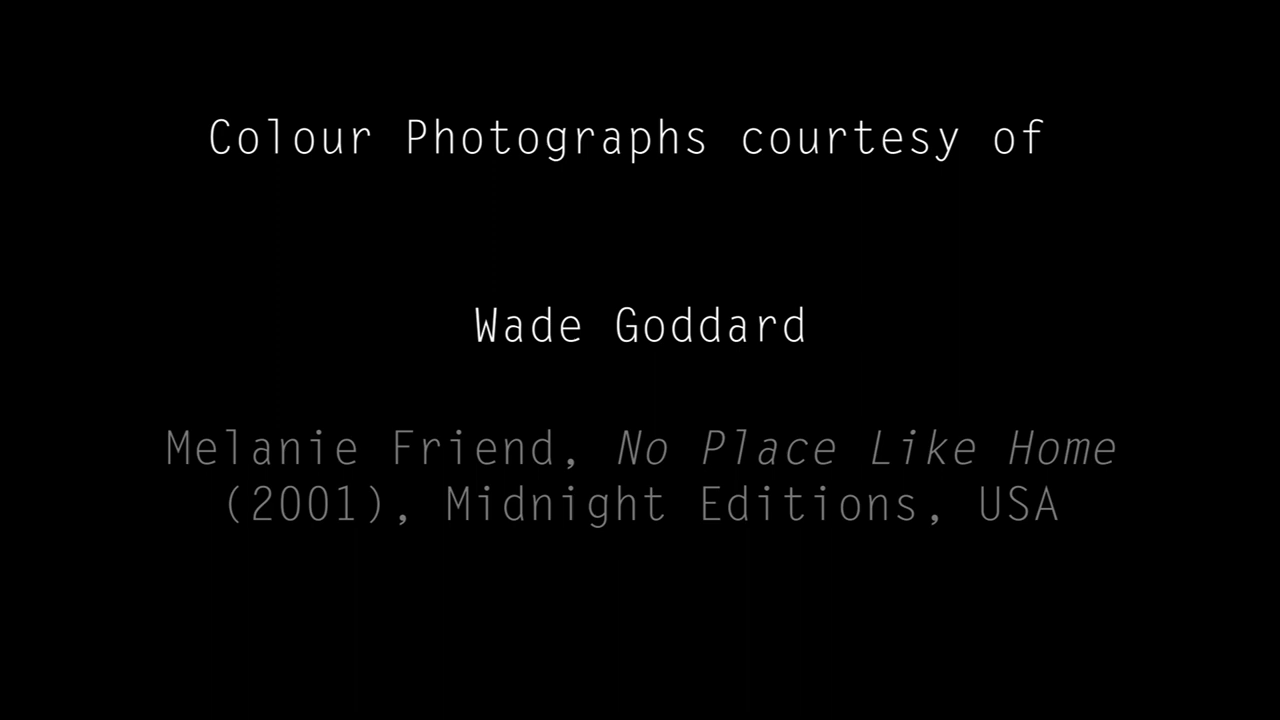 Colour Photographs courtesy of
Wade Goddard
Melanie Friend, No Place Like Home
(2001), Midnight Editions, USA